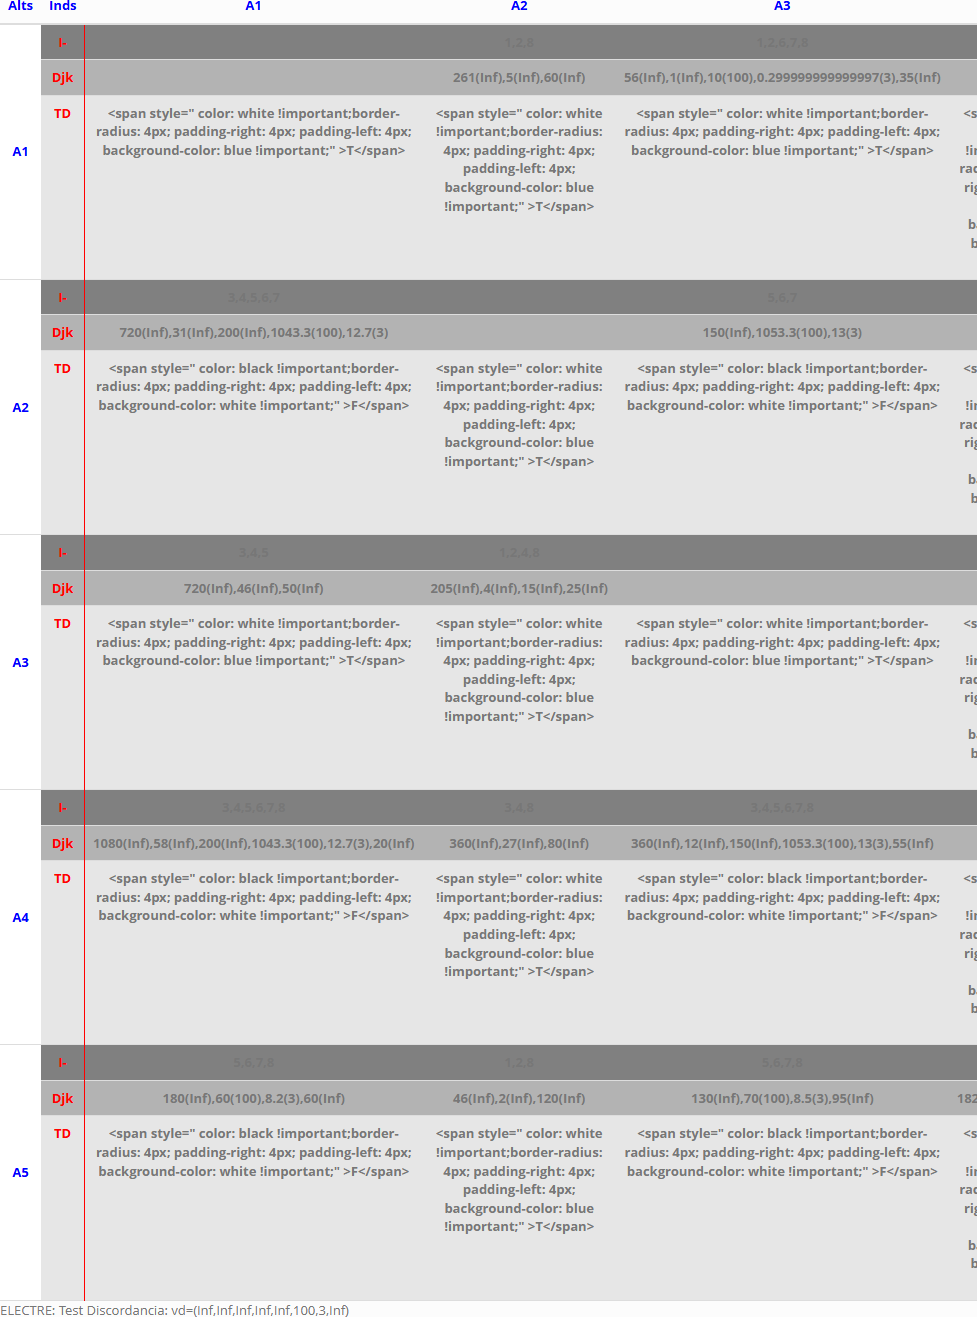 Alts Inds A1 A2 A3
I- 1,2,8 1,2,6,7,8
Djk 261(Inf),5(Inf),60(Inf) 56(Inf),1(Inf),10(100),0.299999999999997(3),35(Inf)
TD <span style=" color: white !important;border- <span style=" color: white <span style=" color: white !important;border- <s
radius: 4px; padding-right: 4px; padding-left: 4px; !important;border-radius: radius: 4px; padding-right: 4px; padding-left: 4px;
A1 background-color: blue !important;" >T</span> 4px; padding-right: 4px; background-color: blue !important;" >T</span> !in
padding-left: 4px; rad
background-color: blue rig
!important;" >T</span>
b
b
I- 3,4,5,6,7 5,6,7
Djk 720(Inf),31(Inf),200(Inf),1043.3(100),12.7(3) 150(Inf),1053.3(100),13(3)
TD <span style=" color: black !important;border- <span style=" color: white <span style=" color: black !important;border- <s
radius: 4px; padding-right: 4px; padding-left: 4px; !important;border-radius: radius: 4px; padding-right: 4px; padding-left: 4px;
A2 background-color: white !important;" >F</span> 4px; padding-right: 4px; background-color: white !important;" >F</span> !in
padding-left: 4px; rad
background-color: blue rig
!important;" >T</span>
b
b
I- 3,4,5 1,2,4,8
Djk 720(Inf),46(Inf),50(Inf) 205(Inf),4(Inf),15(Inf),25(Inf)
TD <span style=" color: white !important;border- <span style=" color: white <span style=" color: white !important;border- <s
radius: 4px; padding-right: 4px; padding-left: 4px; !important;border-radius: radius: 4px; padding-right: 4px; padding-left: 4px;
A3 background-color: blue !important;" >T</span> 4px; padding-right: 4px; background-color: blue !important;" >T</span> !in
padding-left: 4px; rad
background-color: blue rig
!important;" >T</span>
b
b
I- 3,4,5,6,7,8 3,4,8 3,4,5,6,7,8
Djk 1080(Inf),58(Inf),200(Inf),1043.3(100),12.7(3),20(Inf) 360(Inf),27(Inf),80(Inf) 360(Inf),12(Inf),150(Inf),1053.3(100),13(3),55(Inf)
TD <span style=" color: black !important;border- <span style=" color: white <span style=" color: black !important;border- <s
radius: 4px; padding-right: 4px; padding-left: 4px; !important;border-radius: radius: 4px; padding-right: 4px; padding-left: 4px;
A4 background-color: white !important;" >F</span> 4px; padding-right: 4px; background-color: white !important;" >F</span> !in
padding-left: 4px; rad
background-color: blue rig
!important;" >T</span>
b
b
I- 5,6,7,8 1,2,8 5,6,7,8
Djk 180(Inf),60(100),8.2(3),60(Inf) 46(Inf),2(Inf),120(Inf) 130(Inf),70(100),8.5(3),95(Inf) 182
TD <span style=" color: black !important;border- <span style=" color: white <span style=" color: black !important;border- <s
radius: 4px; padding-right: 4px; padding-left: 4px; !important;border-radius: radius: 4px; padding-right: 4px; padding-left: 4px;
A5 background-color: white !important;" >F</span> 4px; padding-right: 4px; background-color: white !important;" >F</span> !in
padding-left: 4px; rad
background-color: blue rig
!important;" >T</span>
b
b
ELECTRE: Test Discordancia: vd=(Inf,Inf,Inf,Inf,Inf,100,3,Inf)